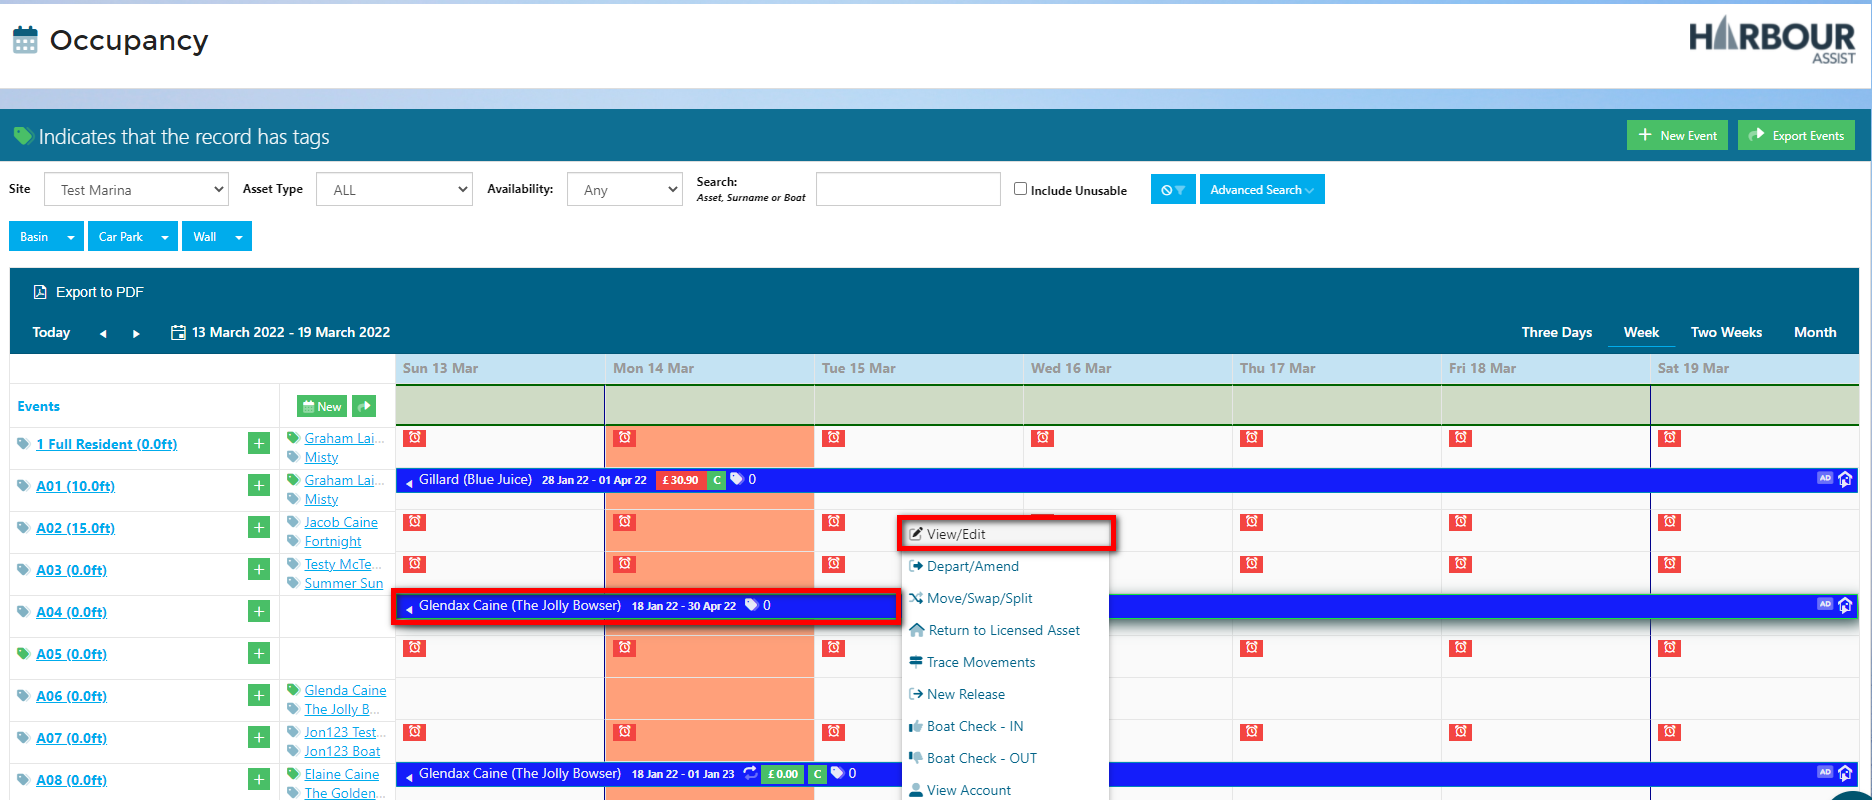 Occupancy
HARBOUR
ASSIST
Indicates that the record has tags
New Event
Export Events
Site
Test Marina
Asset Type
ALL
Availability:
Any
Search:
Asset, Surname or Boat
Include Unusable
Advanced Search
Basin
Car Park
Wall
Export to PDF
Today
13 March 2022 - 19 March 2022
Three Days
Week
Two Weeks
Month
Sun 13 Mar
Mon 14 Mar
Tue 15 Mar
Wed 16 Mar
Thu 17 Mar
Fri 18 Mar
Sat 19 Mar
Events
New
1 Full Resident (0.0ft)
Graham Lai...
Misty
A01 (10.0ft)
Graham Lai...
Misty
Gillard (Blue Juice) 28 Jan 22 - 01 Apr 22 £ 30.90 C 0
AD
A02 (15.0ft)
Jacob Caine
Fortnight
A03 (0.0ft)
Testy McTe...
Summer Sun
A04 (0.0ft)
Glendax Caine (The Jolly Bowser) 18 Jan 22 - 30 Apr 22 0
AD
A05 (0.0ft)
A06 (0.0ft)
Glenda Caine
The Jolly B...
A07 (0.0ft)
Jon123 Test...
Jon123 Boat
A08 (0.0ft)
Elaine Caine
The Golden...
Glendax Caine (The Jolly Bowser) 18 Jan 22 - 01 Jan 23 £ 0.00 C 0
AD
View/Edit
Depart/Amend
Move/Swap/Split
Return to Licensed Asset
Trace Movements
New Release
Boat Check - IN
Boat Check - OUT
View Account